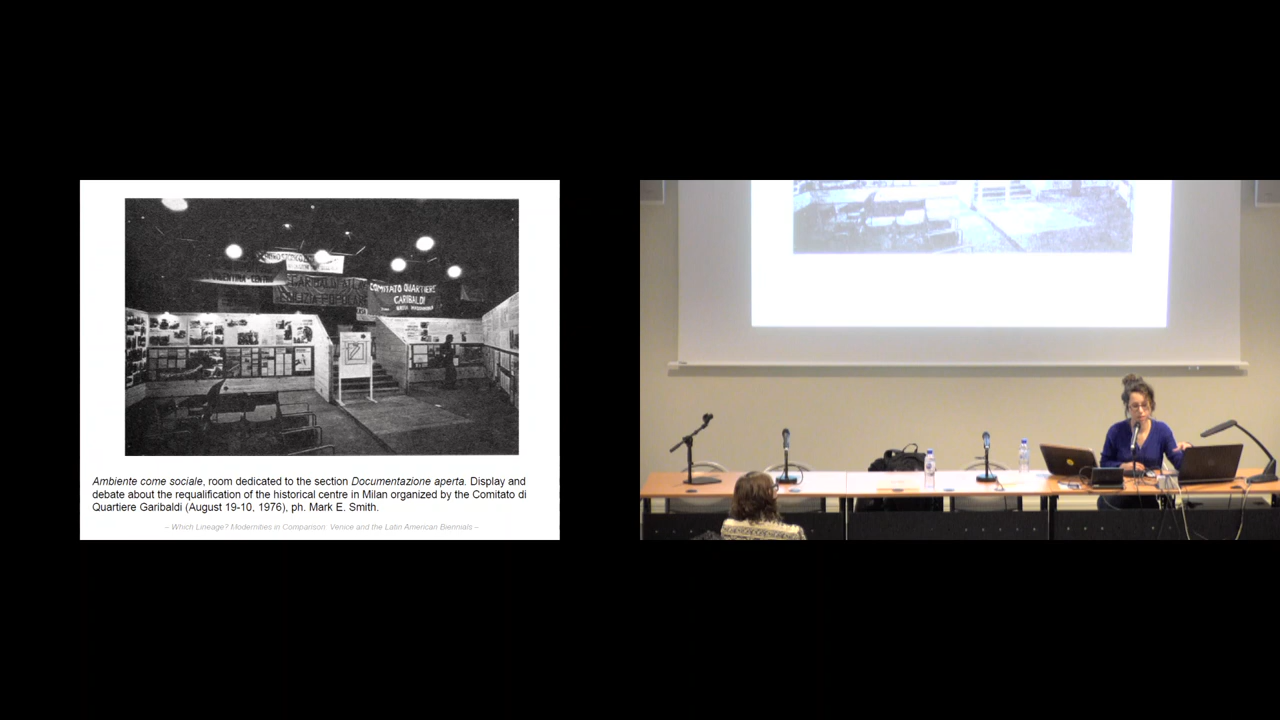 COMITATO QUARTIERE
GARIBALDI
Ambiente come sociale, room dedicated to the section Documentazione aperta. Display and
debate about the requalification of the historical centre in Milan organized by the Comitato di
Quartiere Garibaldi (August 19-10, 1976), ph. Mark E. Smith.
– Which Lineage? Modernities in Comparison: Venice and the Latin American Biennials –